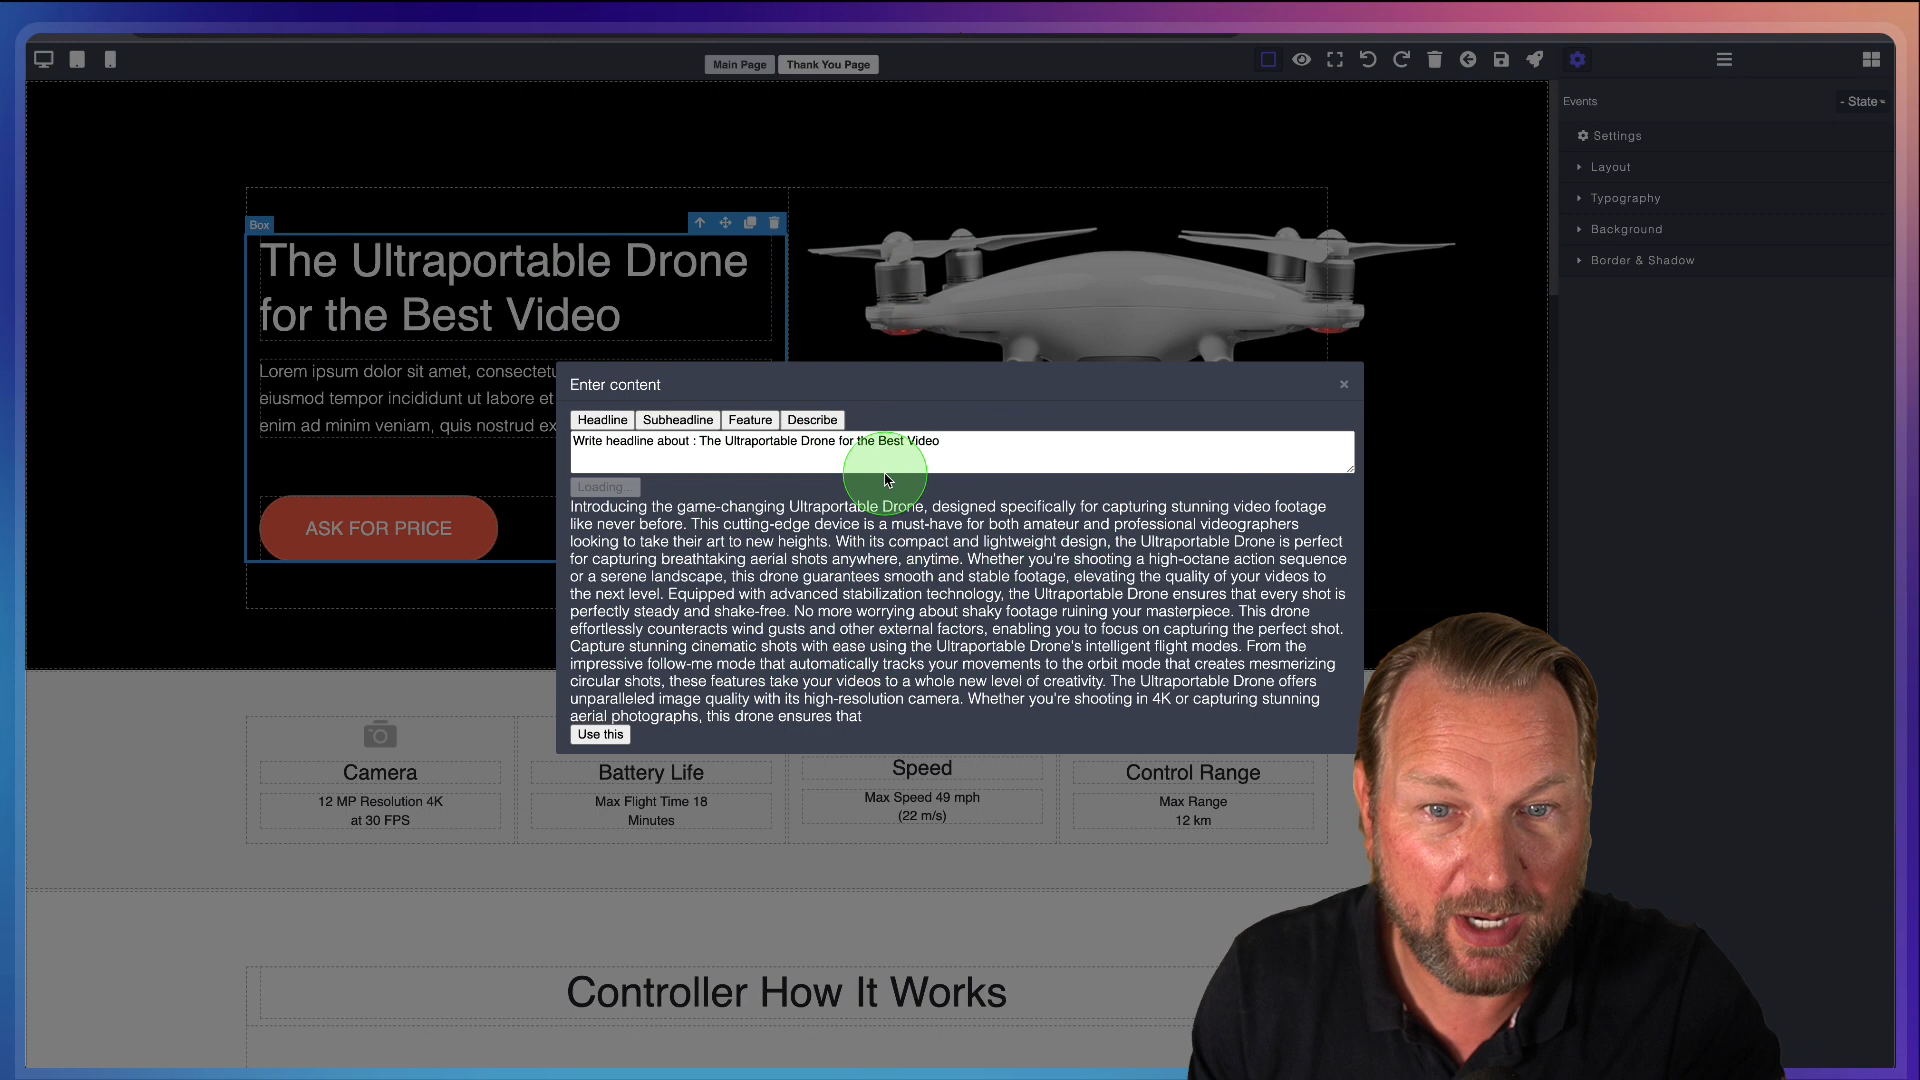 Main Page
Thank You Page
Events
- State -
Settings
Layout
Typography
Background
Border & Shadow
Box
The Ultraportable Drone
for the Best Video
Lorem ipsum dolor sit amet,
eiusmod tempor incididunt ut labore et
enim ad minim veniam, quis nostrud
ASK FOR PRICE
Enter content
×
Headline
Subheadline
Feature
Describe
Write headline about : The Ultraportable Drone for the Best Video
Loading...
Introducing the game-changing Ultraportable Drone, designed specifically for capturing stunning video footage
like never before. This cutting-edge device is a must-have for both amateur and professional videographers
looking to take their art to new heights. With its compact and lightweight design, the Ultraportable Drone is perfect
for capturing breathtaking aerial shots anywhere, anytime. Whether you're shooting a high-octane action sequence
or a serene landscape, this drone guarantees smooth and stable footage, elevating the quality of your videos to
the next level. Equipped with advanced stabilization technology, the Ultraportable Drone ensures that every shot is
perfectly steady and shake-free. No more worrying about shaky footage ruining your masterpiece. This drone
effortlessly counteracts wind gusts and other external factors, enabling you to focus on capturing the perfect shot.
Capture stunning cinematic shots with ease using the Ultraportable Drone's intelligent flight modes. From the
impressive follow-me mode that automatically tracks your movements to the orbit mode that creates mesmerizing
circular shots, these features take your videos to a whole new level of creativity. The Ultraportable Drone offers
unparalleled image quality with its high-resolution camera. Whether you're shooting in 4K or capturing stunning
aerial photographs, this drone ensures that
Use this
Camera
12 MP Resolution 4K
at 30 FPS
Battery Life
Max Flight Time 18
Minutes
Speed
Max Speed 49 mph
(22 m/s)
Control Range
Max Range
12 km
Controller How It Works